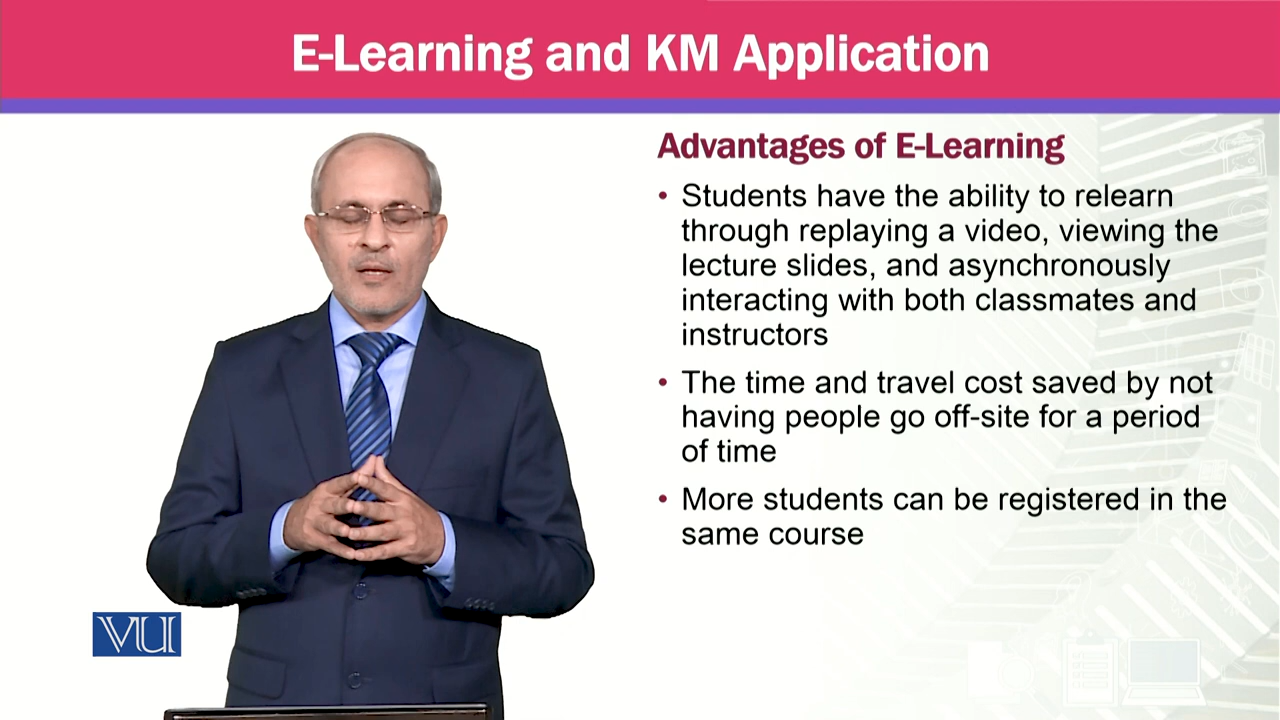 E-Learning and KM Application
Advantages of E-Learning
• Students have the ability to relearn
through replaying a video, viewing the
lecture slides, and asynchronously
interacting with both classmates and
instructors
• The time and travel cost saved by not
having people go off-site for a period
of time
• More students can be registered in the
same course
VU